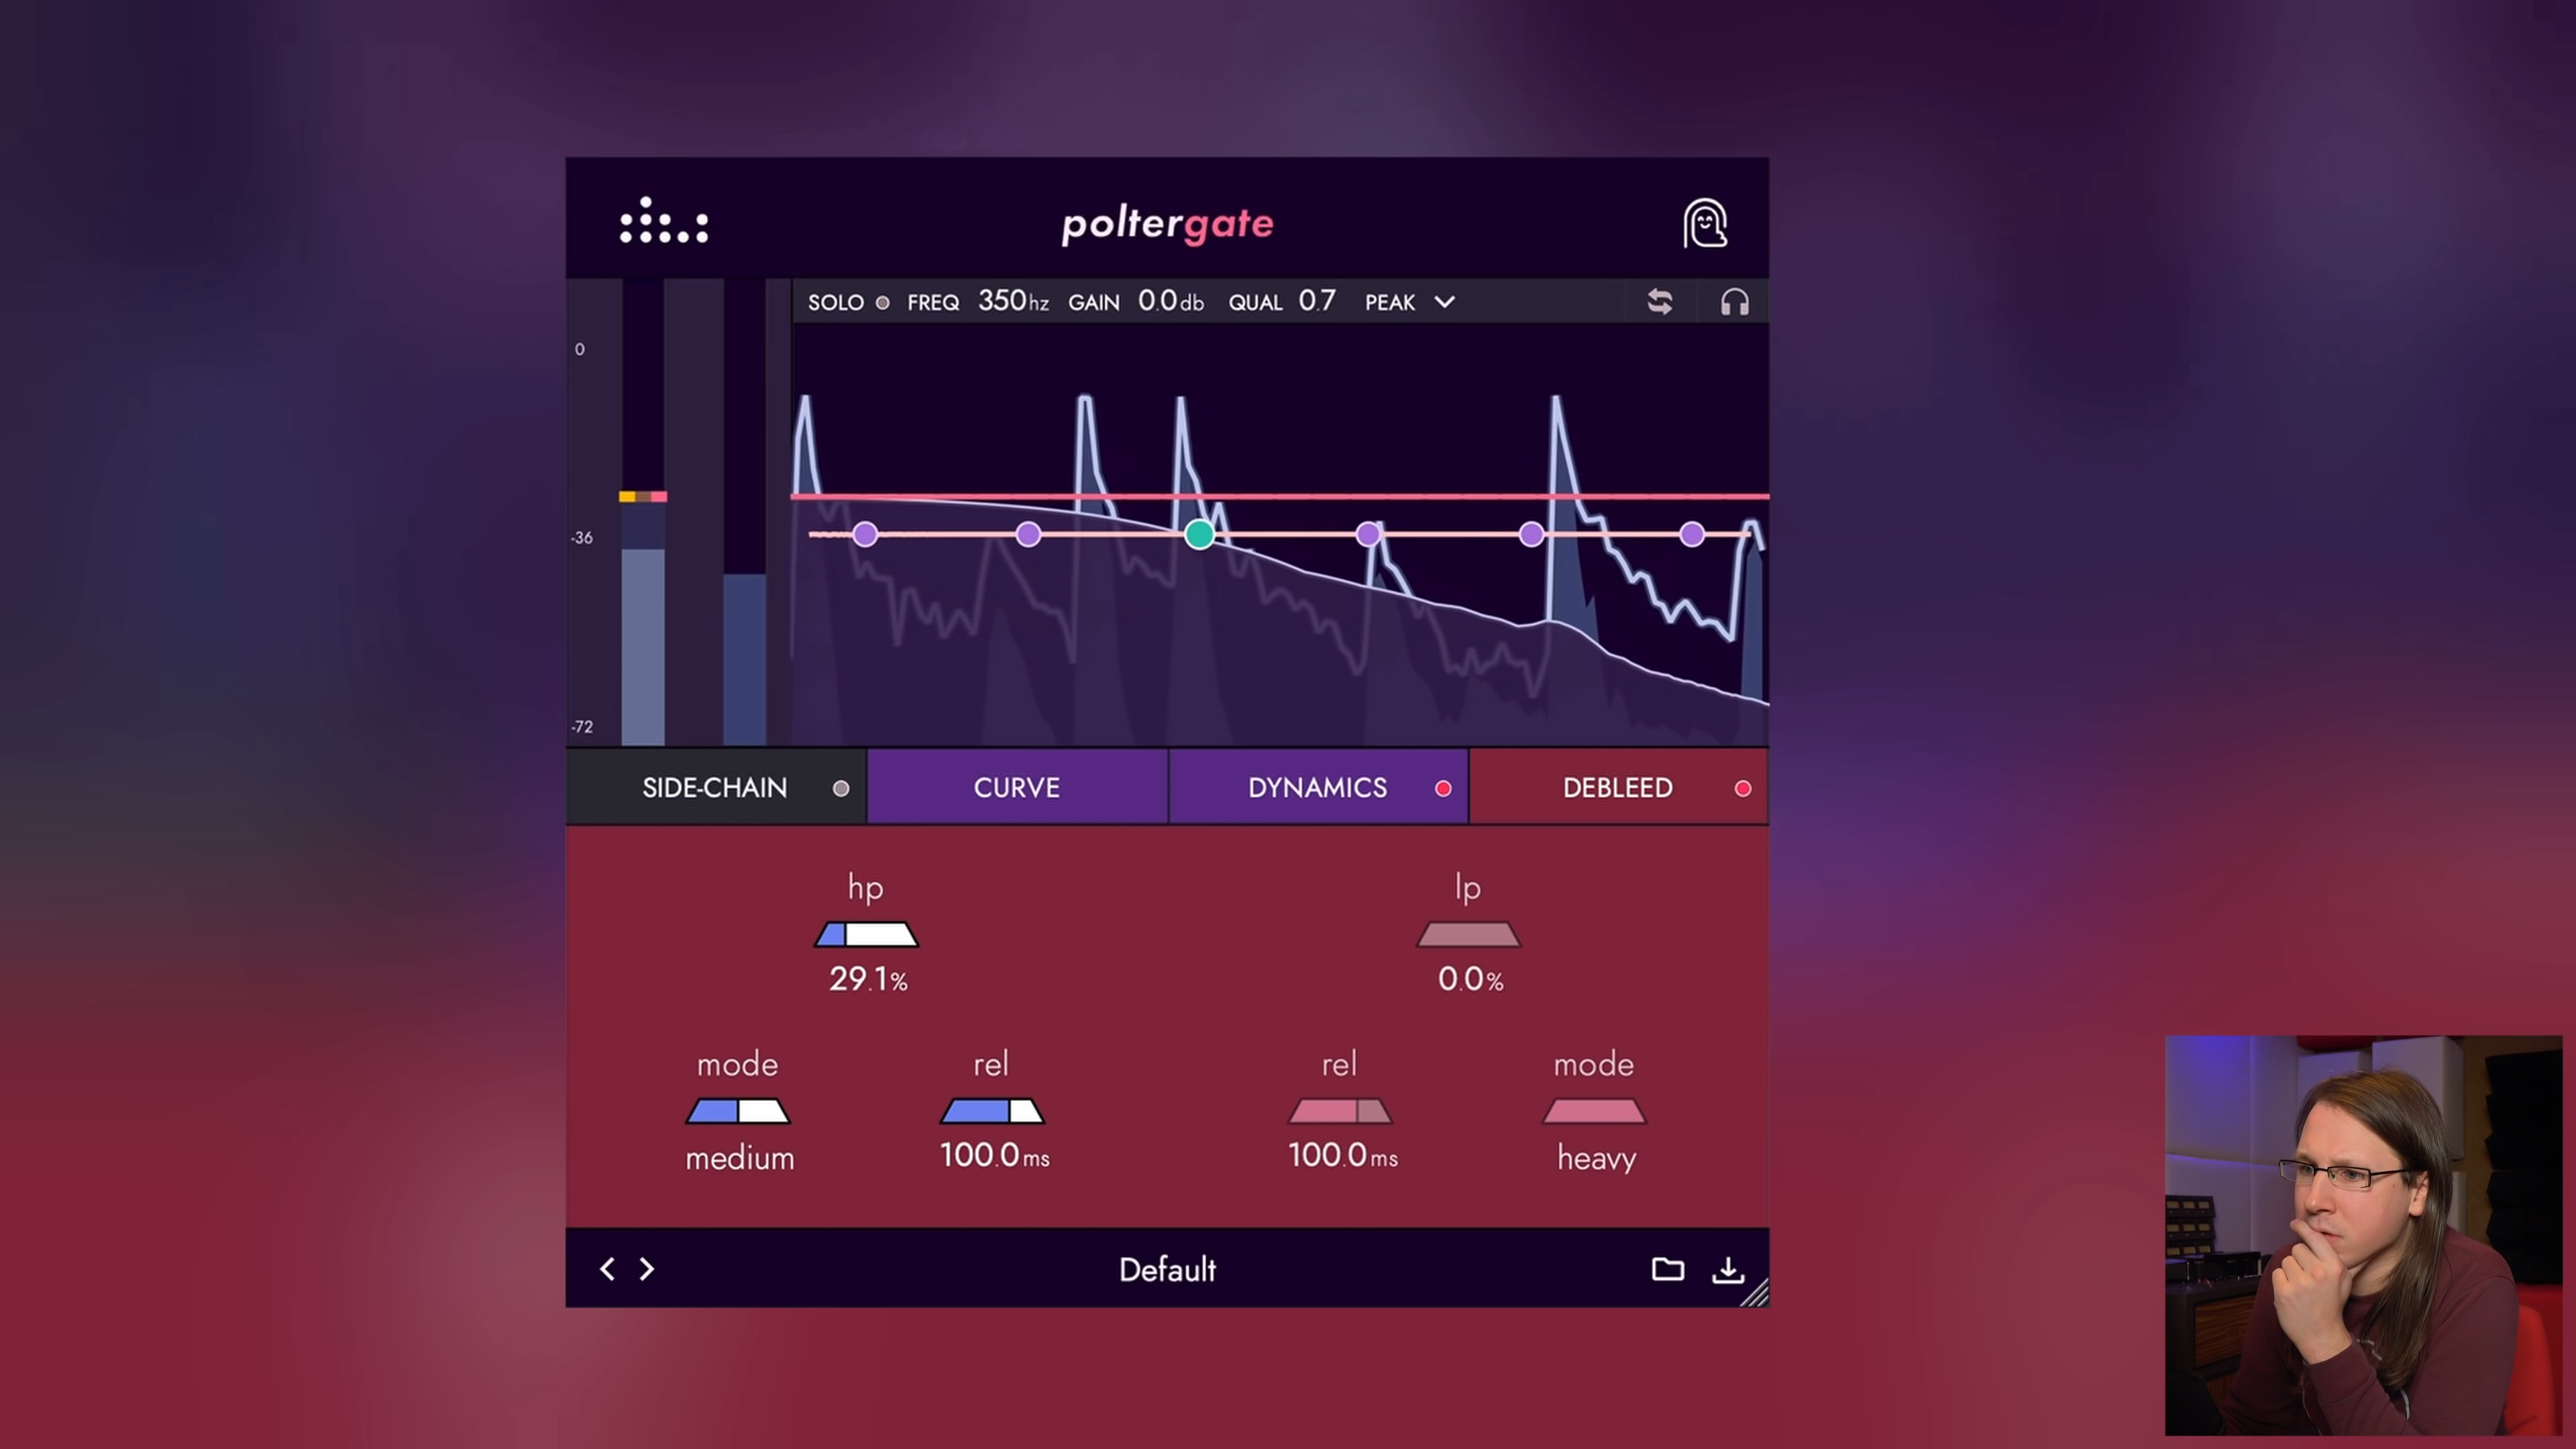 poltergate
SOLO FREQ 350hz GAIN 0.0db QUAL 0.7 PEAK
0
-36
-72
SIDE-CHAIN CURVE DYNAMICS DEBLEED
hp lp
29.1% 0.0%
mode rel rel mode
medium 100.0ms 100.0ms heavy
Default